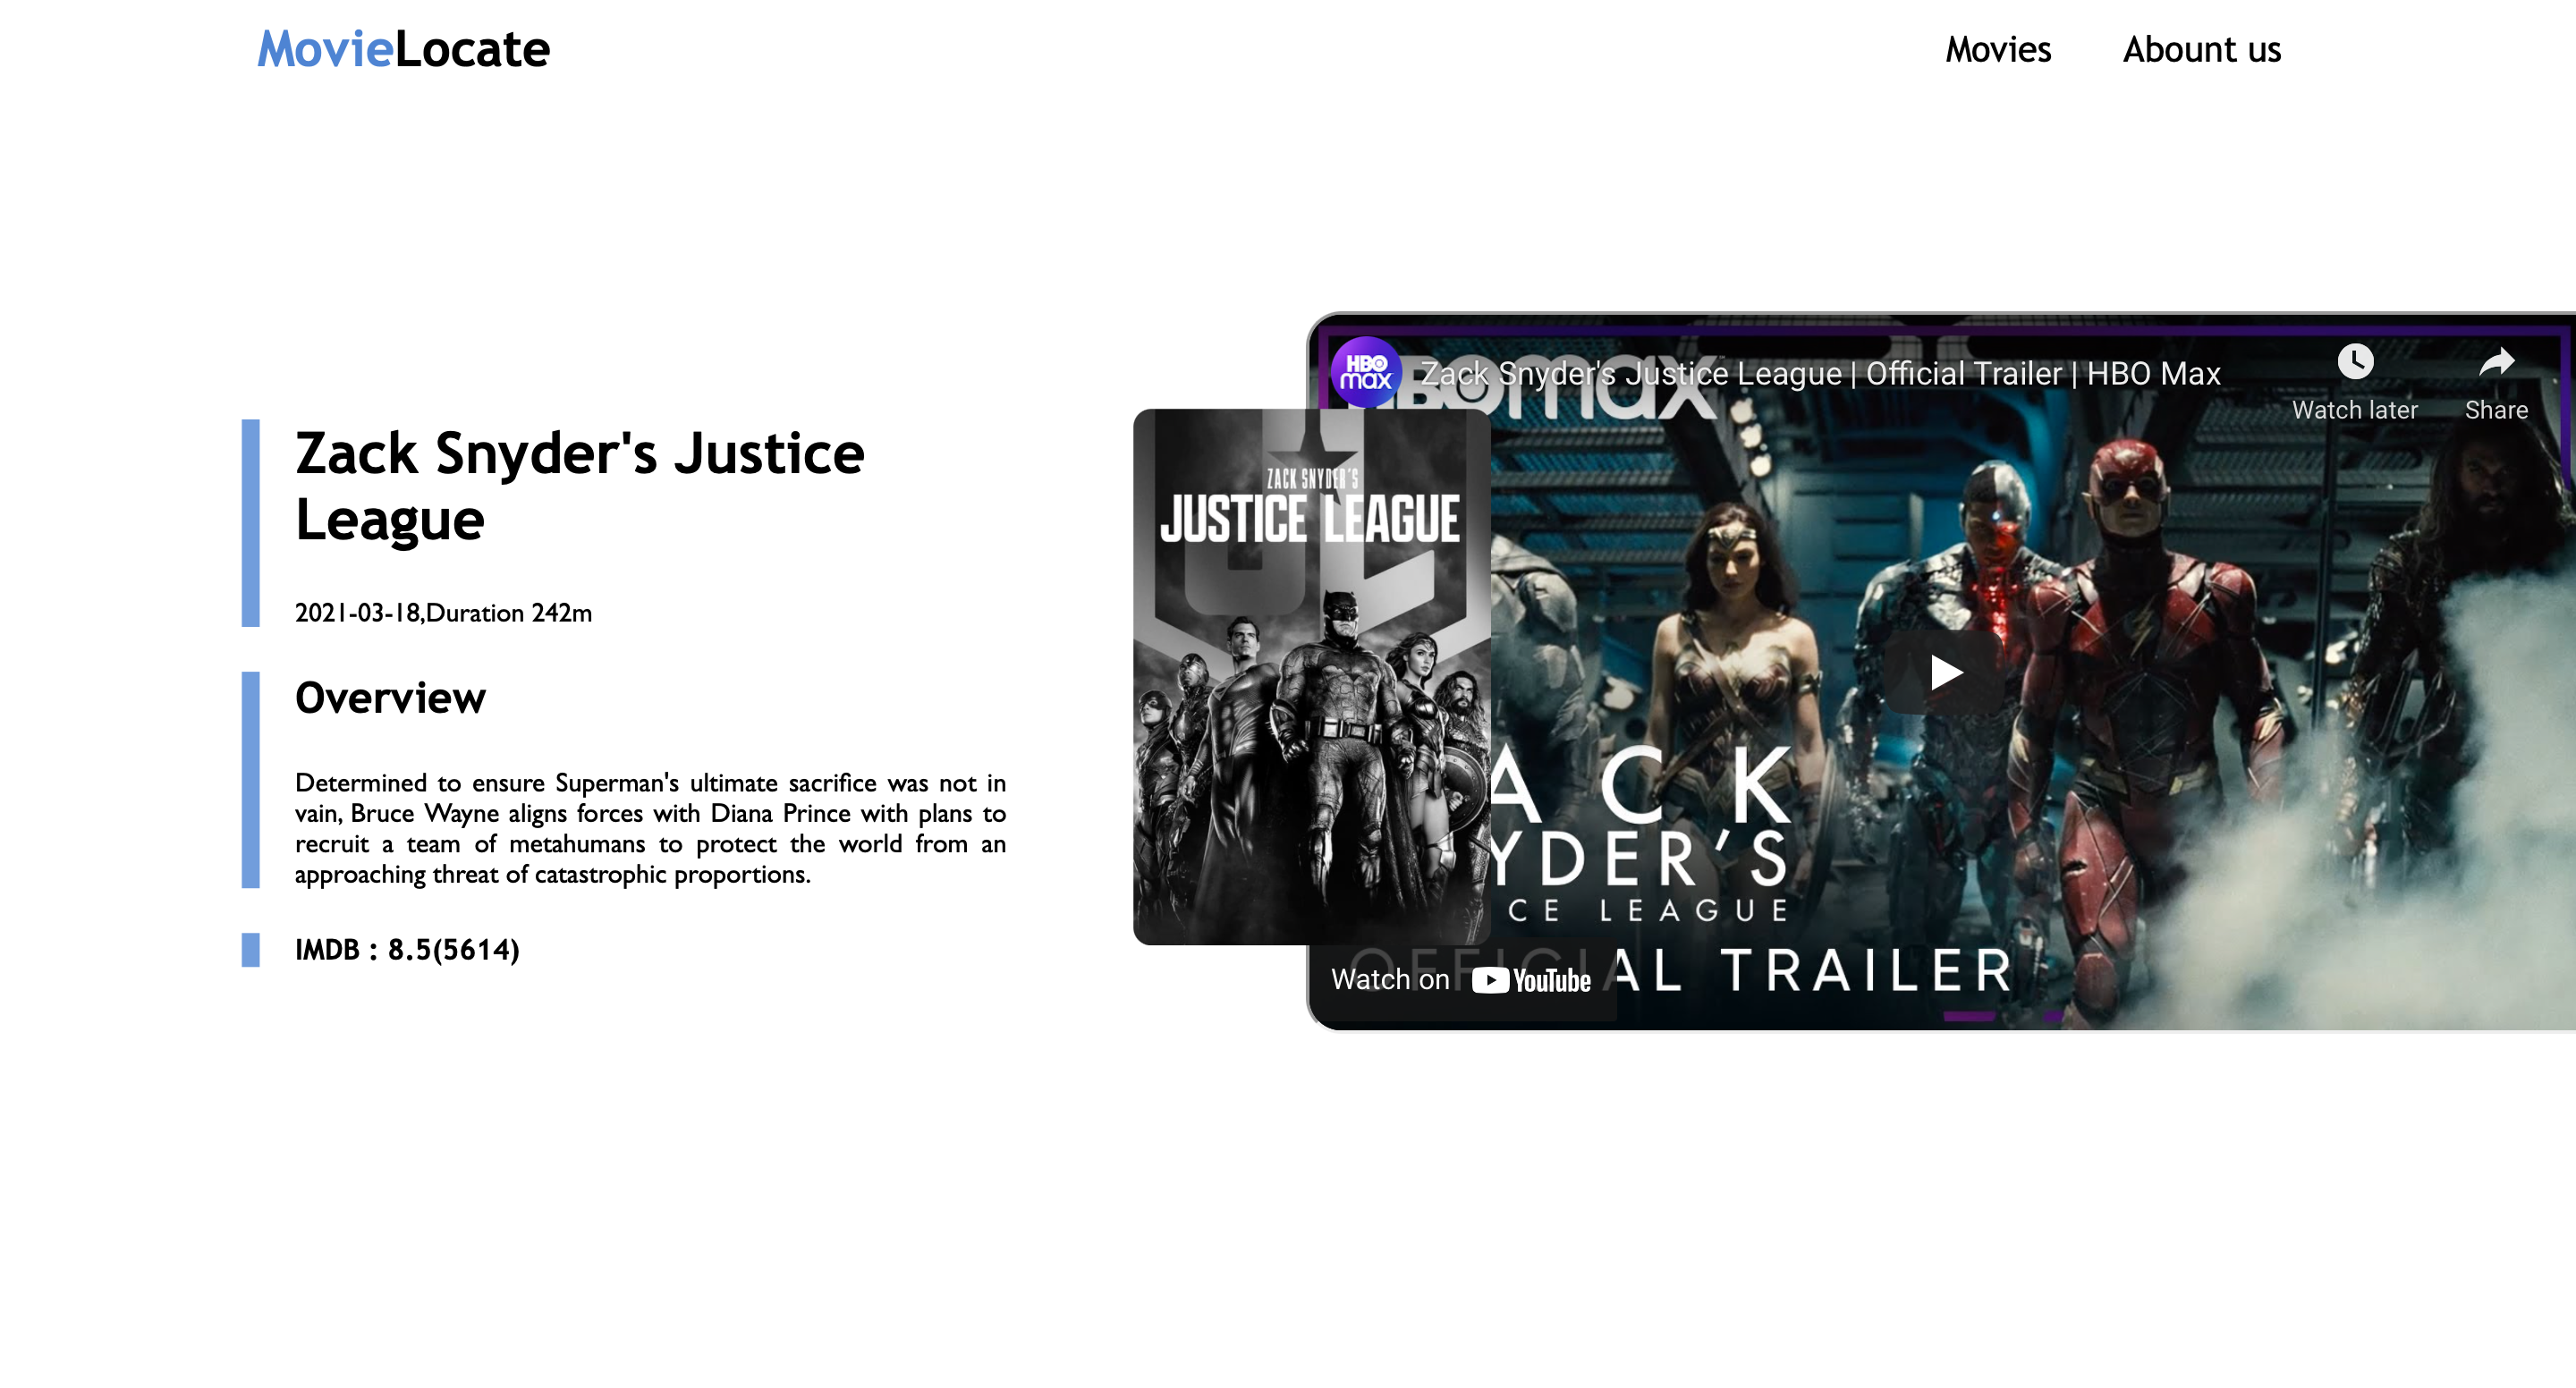 MovieLocate
Movies
Abount us
Zack Snyder's Justice
League
2021-03-18,Duration 242m
Overview
Determined to ensure Superman's ultimate sacrifice was not in
vain, Bruce Wayne aligns forces with Diana Prince with plans to
recruit a team of metahumans to protect the world from an
approaching threat of catastrophic proportions.
IMDB : 8.5(5614)
ZACK SNYDER'S
JUSTICE LEAGUE
JL
HBO
max
HBOmax
Zack Snyder's Justice League | Official Trailer | HBO Max
Watch later
Share
ACK
YDER'S
CE LEAGUE
OFFICIAL TRAILER
Watch on YouTube